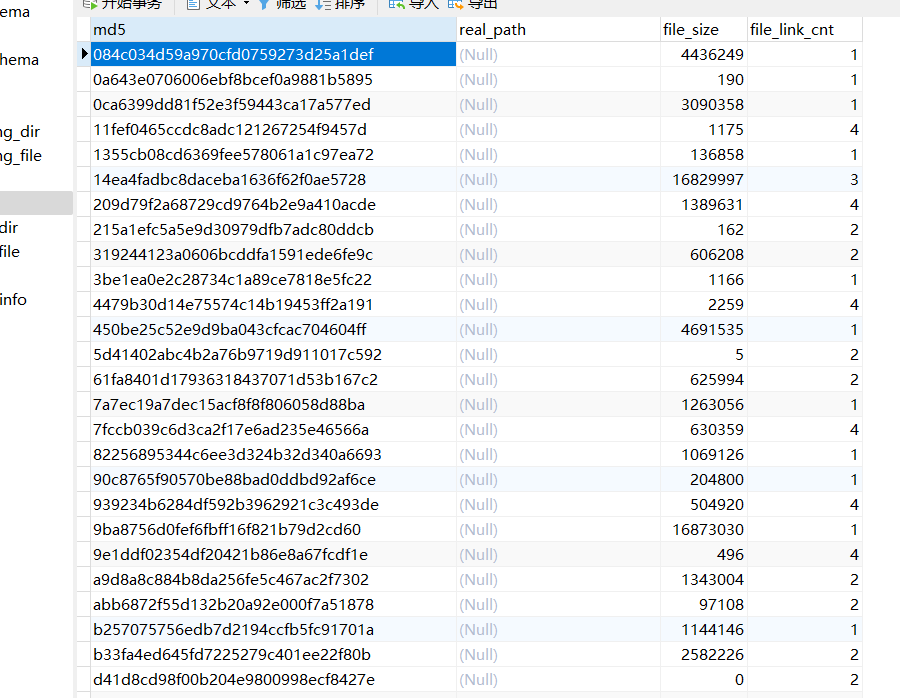 开始事务 文本 筛选 排序 导入 导出
ema
hema
ng_dir
ng_file
dir
file
info
md5 real_path file_size file_link_cnt
084c034d59a970cfd0759273d25a1def (Null) 4436249 1
0a643e0706006ebf8bcef0a9881b5895 (Null) 190 1
0ca6399dd81f52e3f59443ca17a577ed (Null) 3090358 1
11fef0465ccdc8adc121267254f9457d (Null) 1175 4
1355cb08cd6369fee578061a1c97ea72 (Null) 136858 1
14ea4fadbc8daceba1636f62f0ae5728 (Null) 16829997 3
209d79f2a68729cd9764b2e9a410acde (Null) 1389631 4
215a1efc5a5e9d30979dfb7adc80ddcb (Null) 162 2
319244123a0606bcddfa1591ede6fe9c (Null) 606208 2
3be1ea0e2c28734c1a89ce7818e5fc22 (Null) 1166 1
4479b30d14e75574c14b19453ff2a191 (Null) 2259 4
450be25c52e9d9ba043cfcac704604ff (Null) 4691535 1
5d41402abc4b2a76b9719d911017c592 (Null) 5 2
61fa8401d17936318437071d53b167c2 (Null) 625994 2
7a7ec19a7dec15acf8f8f806058d88ba (Null) 1263056 1
7fccb039c6d3ca2f17e6ad235e46566a (Null) 630359 4
82256895344c6ee3d324b32d340a6693 (Null) 1069126 1
90c8765f90570be88bad0ddbd92af6ce (Null) 204800 1
939234b6284df592b3962921c3c493de (Null) 504920 4
9ba8756d0fef6fbff16f821b79d2cd60 (Null) 16873030 1
9e1ddf02354df20421b86e8a67fcdf1e (Null) 496 4
a9d8a8c884b8da256fe5c467ac2f7302 (Null) 1343004 2
abb6872f55d132b20a92e000f7a51878 (Null) 97108 2
b257075756edb7d2194ccfb5fc91701a (Null) 1144146 1
b33fa4ed645fd7225279c401ee22f80b (Null) 2582226 2
d41d8cd98f00b204e9800998ecf8427e (Null) 0 2